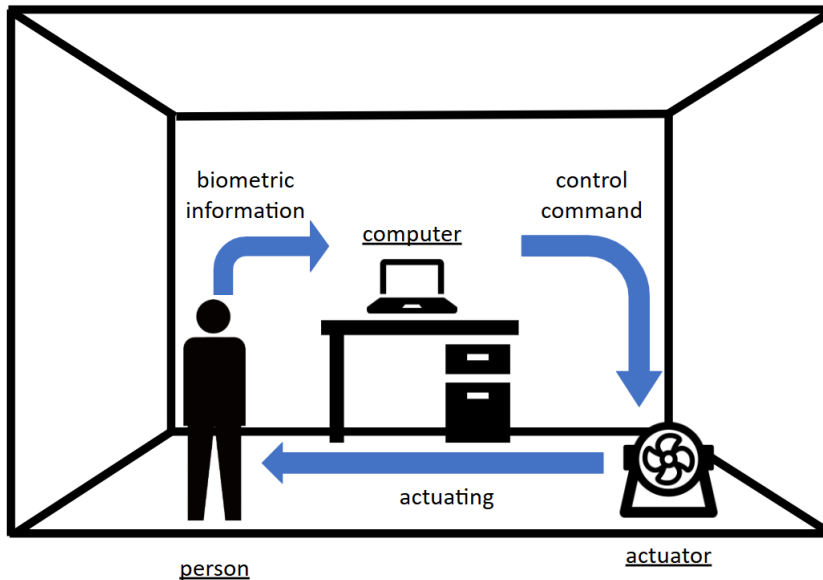 biometric
information
control
command
computer
actuating
person
actuator